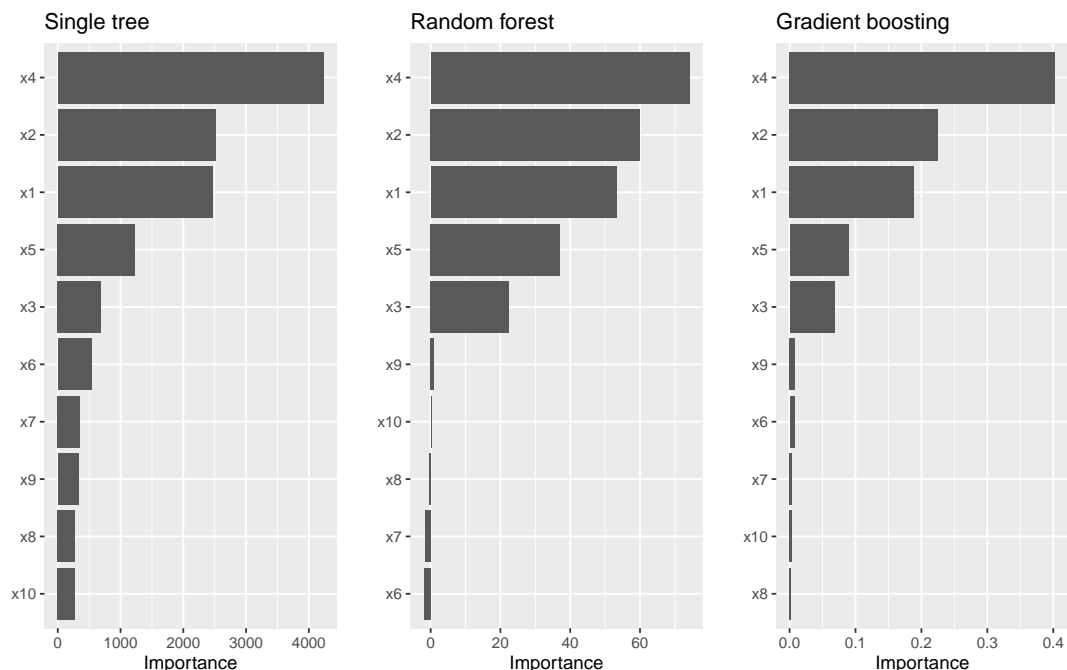 Single tree
x4
x2
x1
x5
x3
x6
x7
x9
x8
x10
0 1000 2000 3000 4000
Importance
Random forest
x4
x2
x1
x5
x3
x9
x10
x8
x7
x6
0 20 40 60
Importance
Gradient boosting
x4
x2
x1
x5
x3
x9
x6
x7
x10
x8
0.0 0.1 0.2 0.3 0.4
Importance